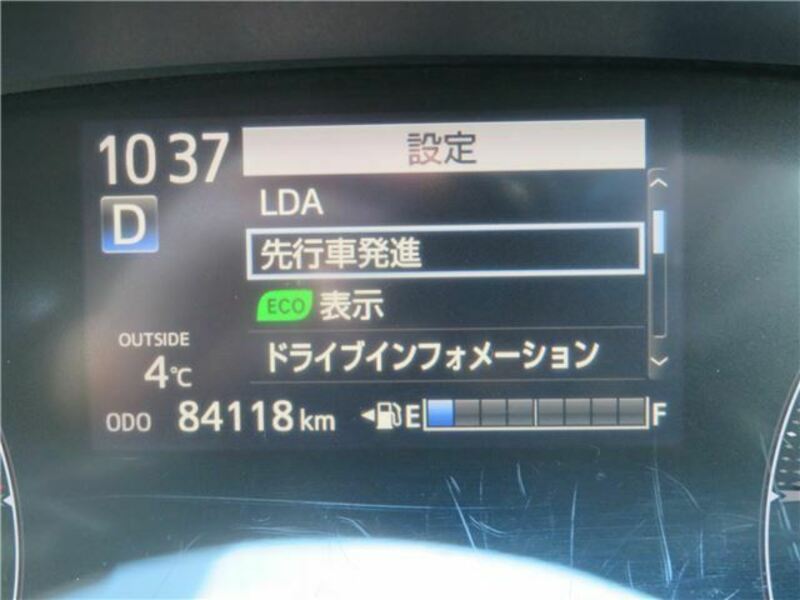 10 37
設定
D
LDA
先行車発進
ECO 表示
ドライブインフォメーション
OUTSIDE
4℃
ODO 84118 km
E F